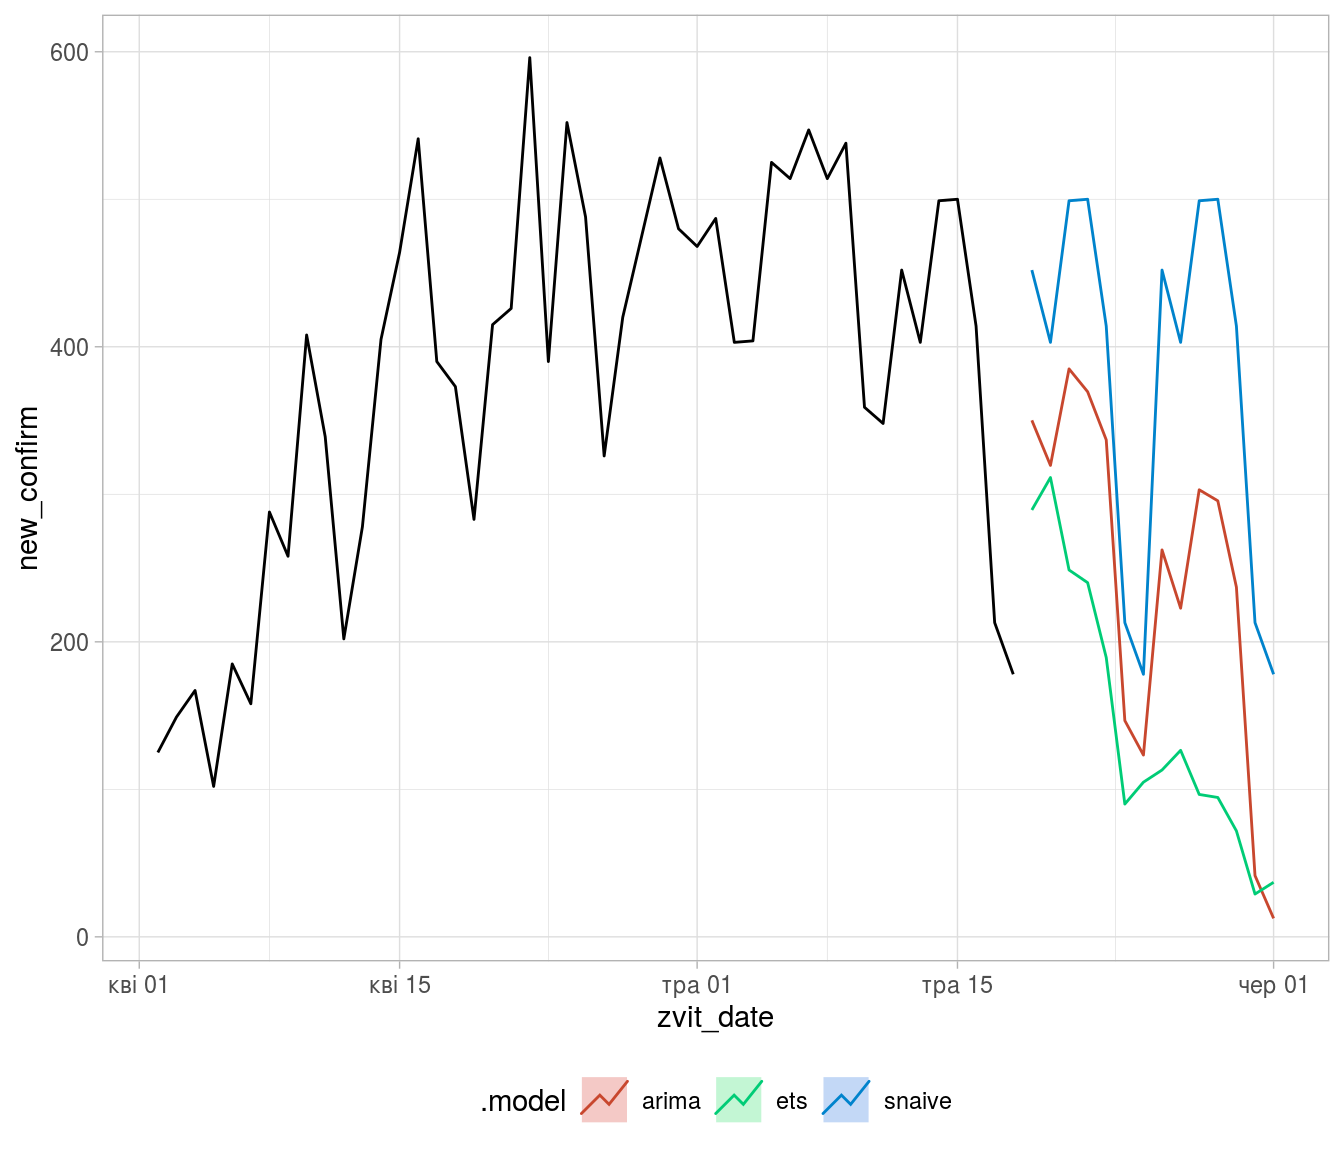 600
400
200
0
new_confirm
кві 01 кві 15 тра 01 тра 15 чер 01
zvit_date
.model arima ets snaive